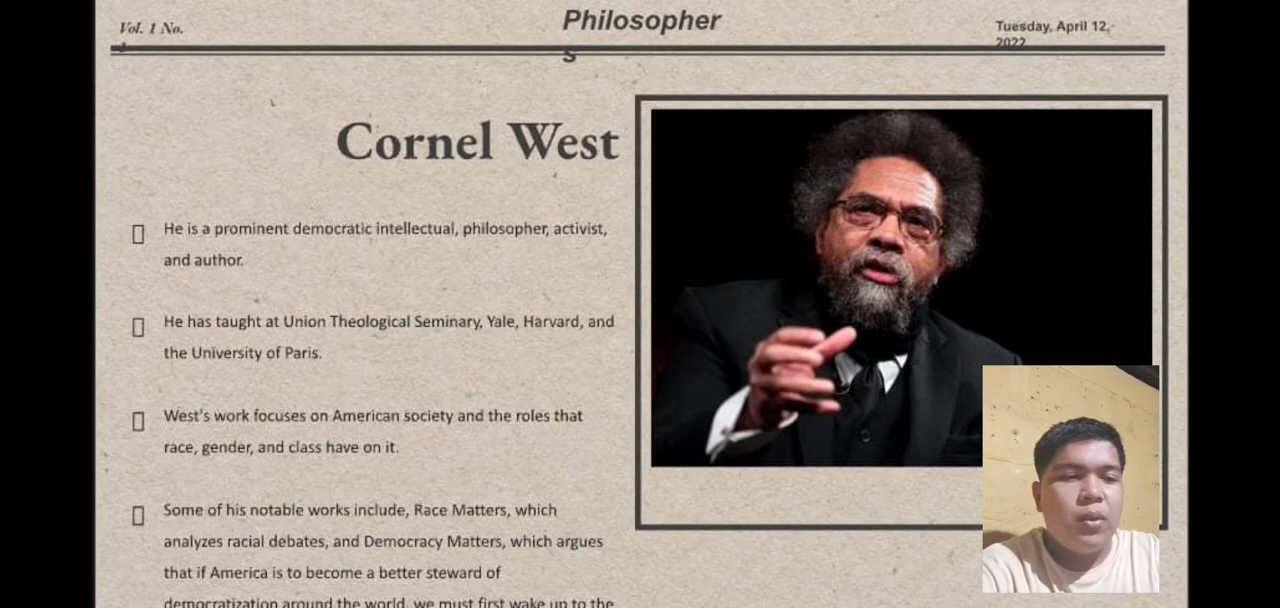 Vol. 1 No.
Philosopher
s
Tuesday, April 12,
2022
Cornel West
He is a prominent democratic intellectual, philosopher, activist,
and author.
He has taught at Union Theological Seminary, Yale, Harvard, and
the University of Paris.
West's work focuses on American society and the roles that
race, gender, and class have on it.
Some of his notable works include, Race Matters, which
analyzes racial debates, and Democracy Matters, which argues
that if America is to become a better steward of
democratization around the world, we must first wake up to the